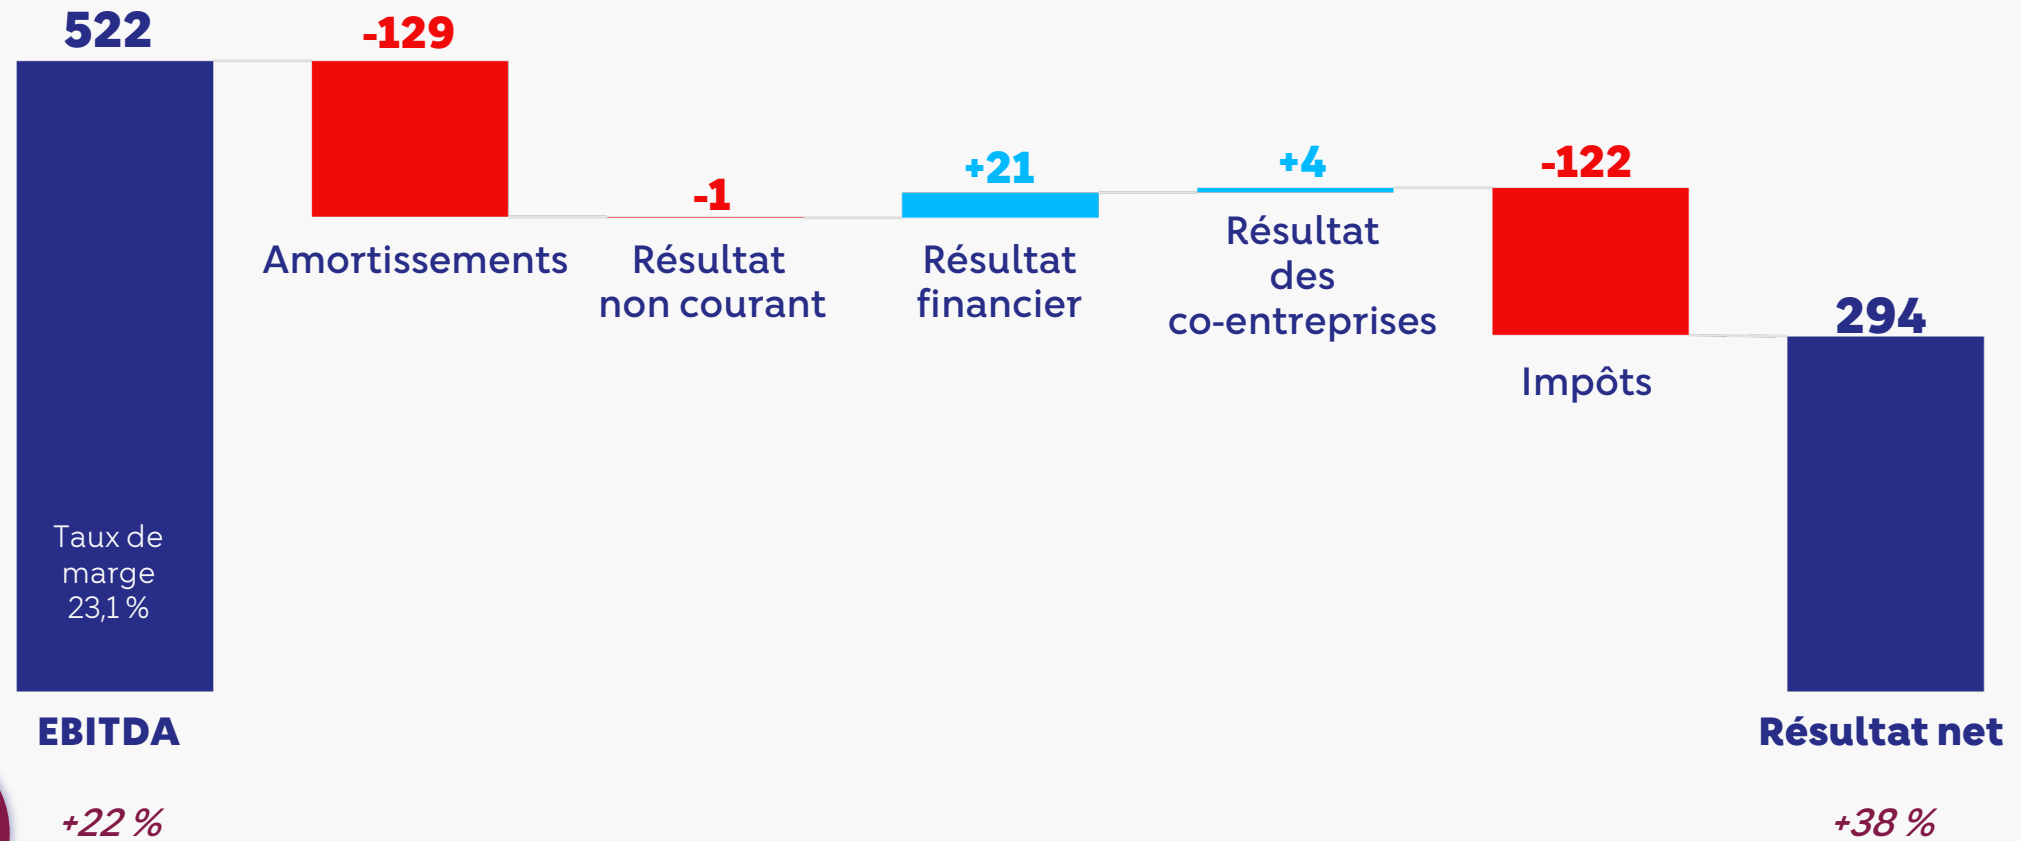 522
-129
-1
+21
+4
-122
294
Amortissements
Résultat
non courant
Résultat
financier
Résultat
des
co-entreprises
Impôts
Taux de
marge
23,1 %
EBITDA
Résultat net
+22 %
+38 %